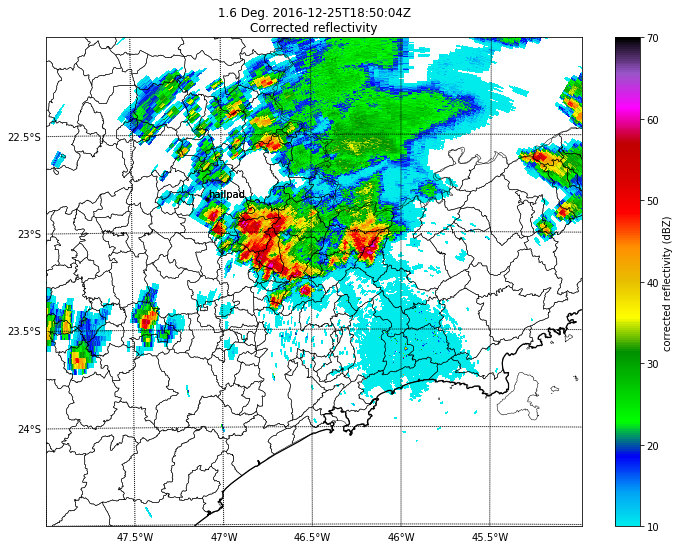 1.6 Deg. 2016-12-25T18:50:04Z
Corrected reflectivity
70
60
50
40
30
20
10
corrected reflectivity (dBZ)
22.5°S
23°S
23.5°S
24°S
hailpad
47.5°W
47°W
46.5°W
46°W
45.5°W